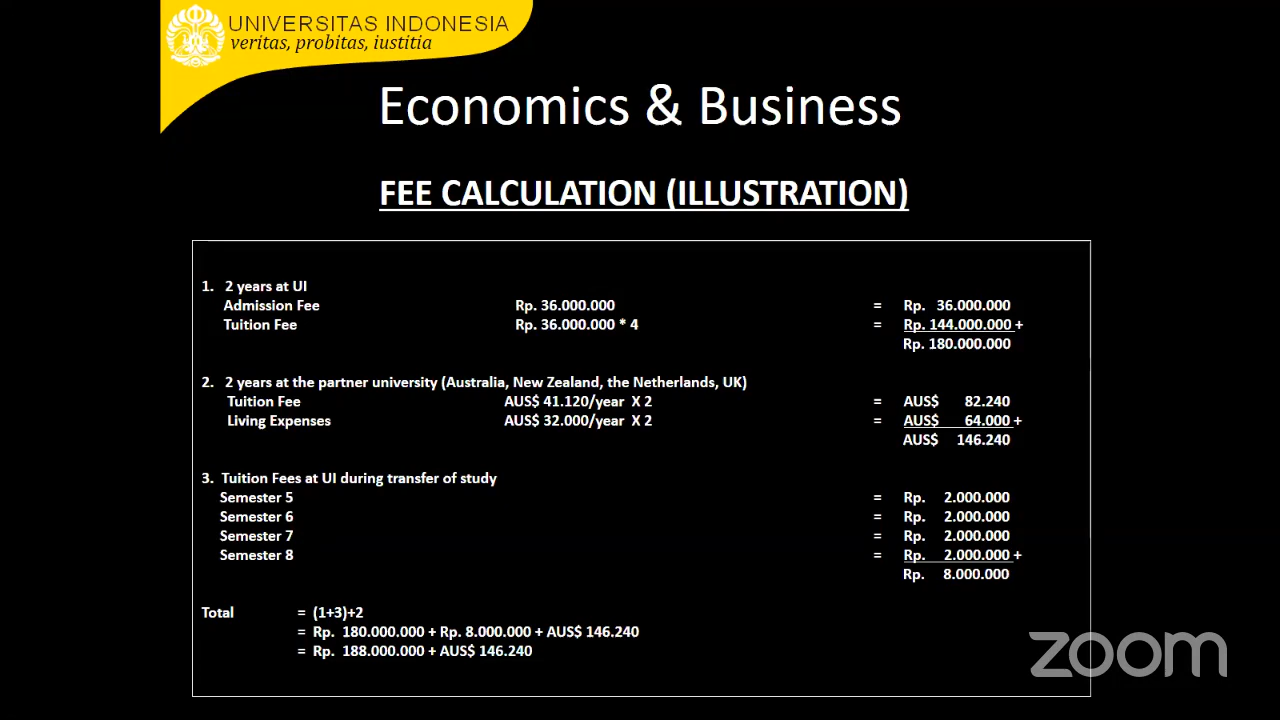 UNIVERSITAS INDONESIA
veritas, probitas, iustitia
Economics & Business
FEE CALCULATION (ILLUSTRATION)
1. 2 years at UI
Admission Fee Rp. 36.000.000 = Rp. 36.000.000
Tuition Fee Rp. 36.000.000 * 4 = Rp. 144.000.000 +
Rp. 180.000.000
2. 2 years at the partner university (Australia, New Zealand, the Netherlands, UK)
Tuition Fee AUS$ 41.120/year X 2 = AUS$ 82.240
Living Expenses AUS$ 32.000/year X 2 = AUS$ 64.000 +
AUS$ 146.240
3. Tuition Fees at UI during transfer of study
Semester 5 = Rp. 2.000.000
Semester 6 = Rp. 2.000.000
Semester 7 = Rp. 2.000.000
Semester 8 = Rp. 2.000.000 +
Rp. 8.000.000
Total = (1+3)+2
= Rp. 180.000.000 + Rp. 8.000.000 + AUS$ 146.240
= Rp. 188.000.000 + AUS$ 146.240
zoom